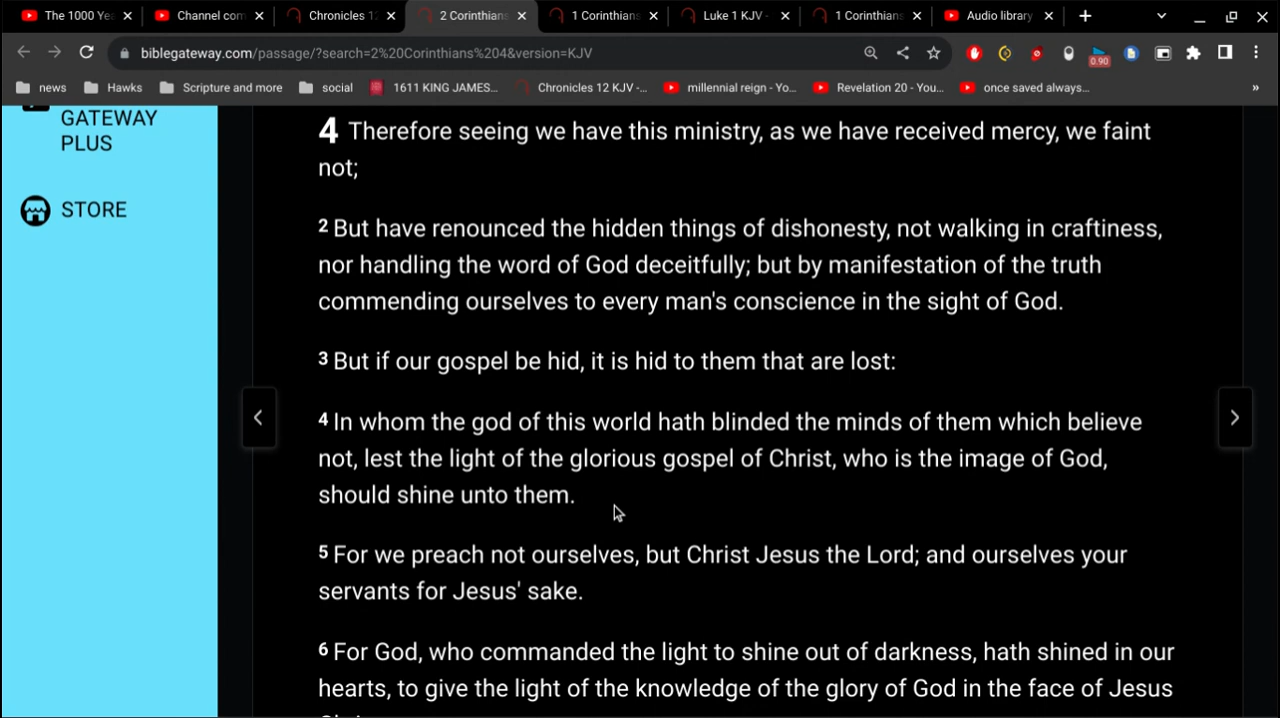 The 1000 Ye
Channel com
Chronicles 12
2 Corinthians
1 Corinthians
Luke 1 KJV -
1 Corinthians
Audio library
biblegateway.com/passage/?search=2%20Corinthians%204&version=KJV
0.90
news
Hawks
Scripture and more
social
1611 KING JAMES...
Chronicles 12 KJV -...
millennial reign - Yo...
Revelation 20 - You...
once saved always...
»
GATEWAY
PLUS
STORE
4 Therefore seeing we have this ministry, as we have received mercy, we faint
not;
2 But have renounced the hidden things of dishonesty, not walking in craftiness,
nor handling the word of God deceitfully; but by manifestation of the truth
commending ourselves to every man's conscience in the sight of God.
3 But if our gospel be hid, it is hid to them that are lost:
4 In whom the god of this world hath blinded the minds of them which believe
not, lest the light of the glorious gospel of Christ, who is the image of God,
should shine unto them.
5 For we preach not ourselves, but Christ Jesus the Lord; and ourselves your
servants for Jesus' sake.
6 For God, who commanded the light to shine out of darkness, hath shined in our
hearts, to give the light of the knowledge of the glory of God in the face of Jesus